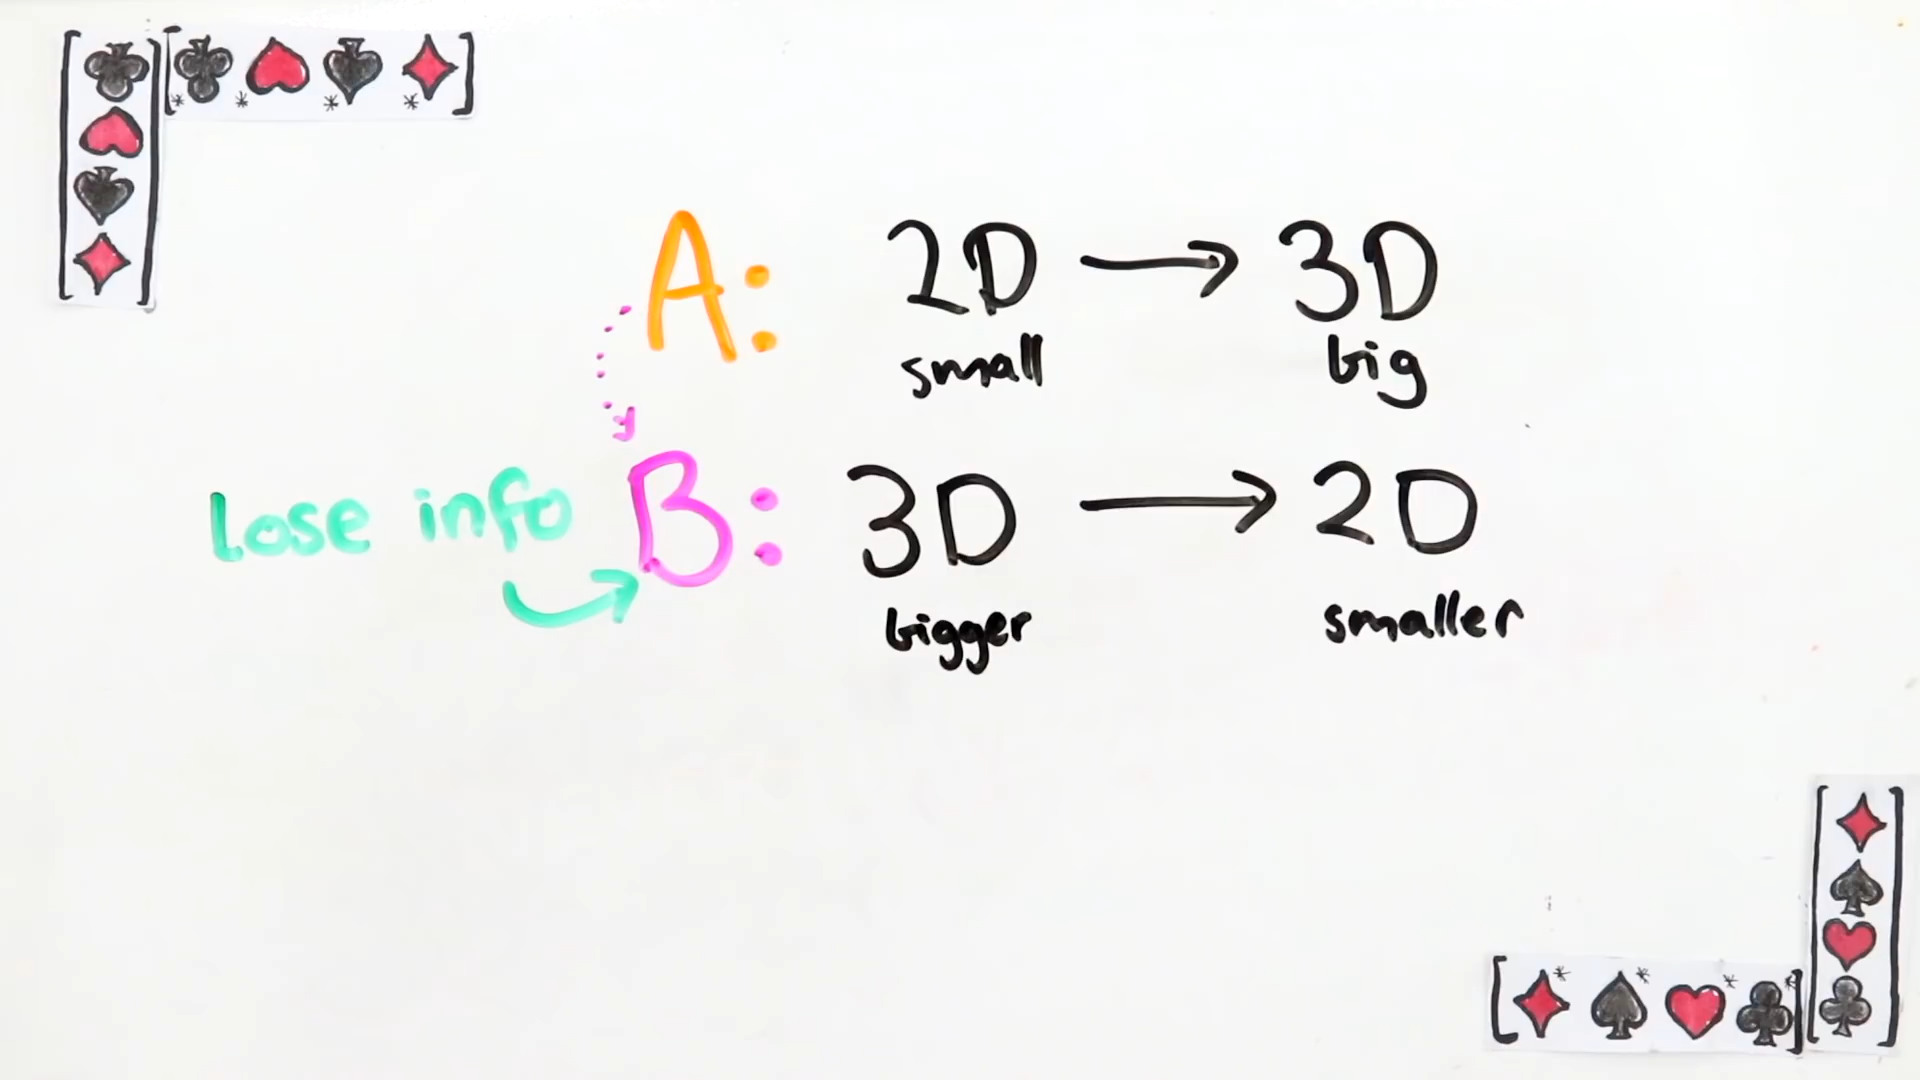 A: 2D → 3D
small big
Lose info B: 3D → 2D
bigger smaller